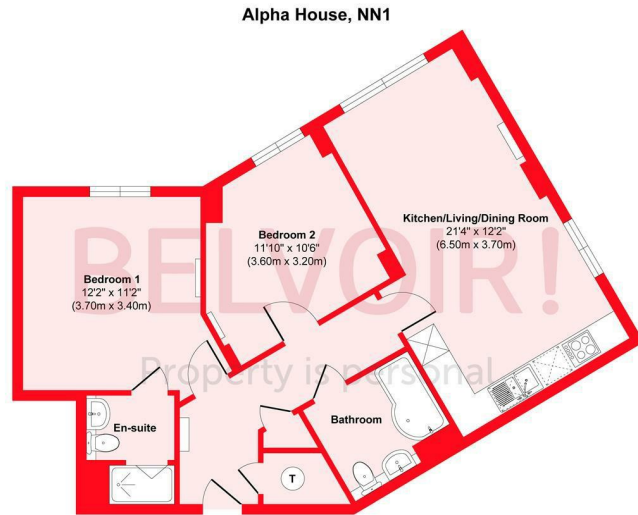 Alpha House, NN1
Kitchen/Living/Dining Room
21'4" x 12'2"
(6.50m x 3.70m)
Bedroom 2
11'10" x 10'6"
(3.60m x 3.20m)
Bedroom 1
12'2" x 11'2"
(3.70m x 3.40m)
BELVOIR!
Property is personal
En-suite
Bathroom
T